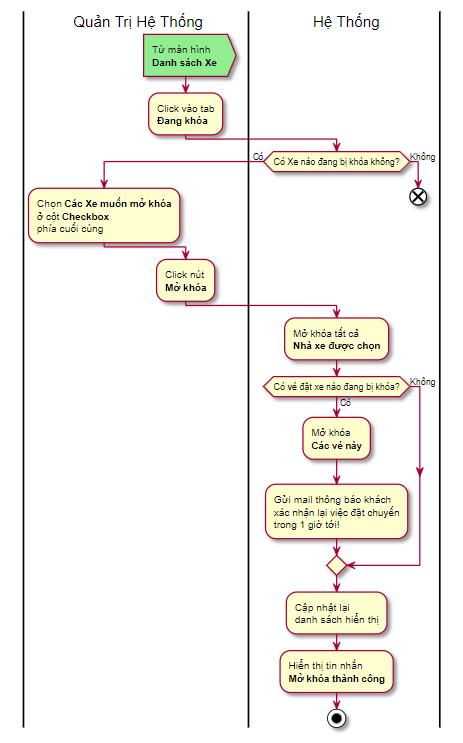 Quản Trị Hệ Thống
Hệ Thống
Từ màn hình
Danh sách Xe
Click vào tab
Đang khóa
Có Xe nào đang bị khóa không?
Có
Không
Chọn Các Xe muốn mở khóa
ở cột Checkbox
phía cuối cùng
Click nút
Mở khóa
Mở khóa tất cả
Nhà xe được chọn
Có vé đặt xe nào đang bị khóa?
Không
Có
Mở khóa
Các vé này
Gửi mail thông báo khách
xác nhận lại việc đặt chuyến
trong 1 giờ tới!
Cập nhật lại
danh sách hiển thị
Hiển thị tin nhắn
Mở khóa thành công